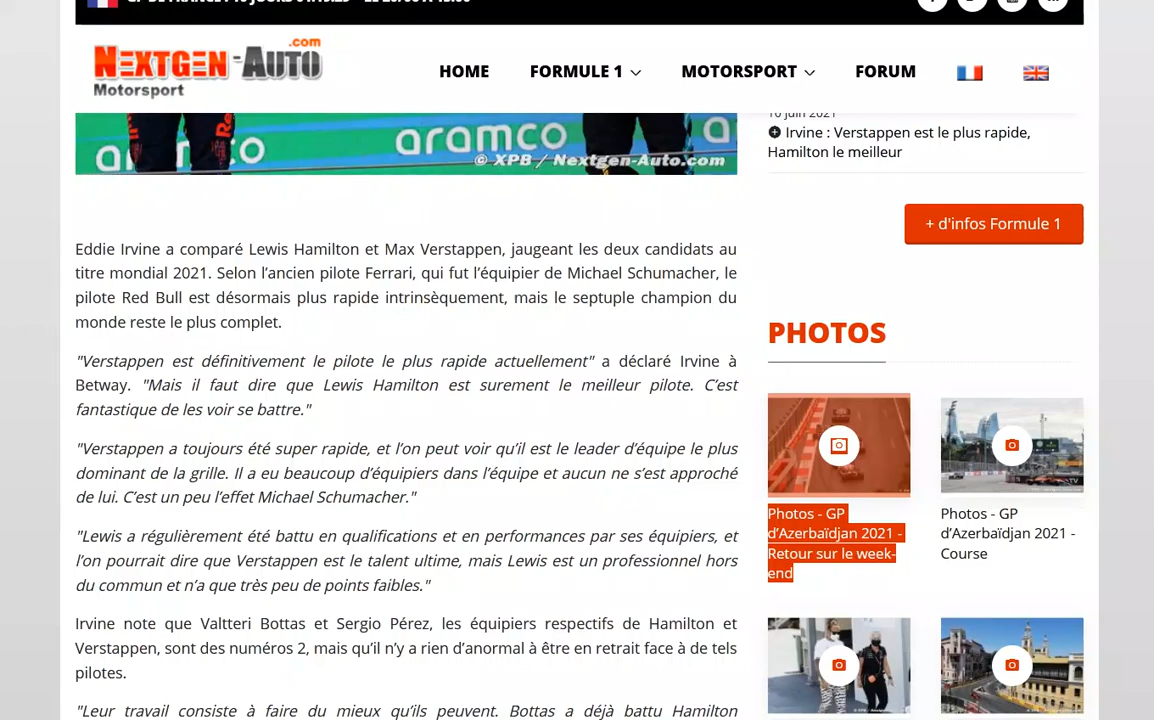 NEXTGEN-AUTO
.com
Motorsport
HOME
FORMULE 1
MOTORSPORT
FORUM
aramco
© XPB / Nextgen-Auto.com
10 juin 2021
Irvine : Verstappen est le plus rapide,
Hamilton le meilleur
+ d'infos Formule 1
Eddie Irvine a comparé Lewis Hamilton et Max Verstappen, jaugeant les deux candidats au
titre mondial 2021. Selon l’ancien pilote Ferrari, qui fut l’équipier de Michael Schumacher, le
pilote Red Bull est désormais plus rapide intrinsèquement, mais le septuple champion du
monde reste le plus complet.
"Verstappen est définitivement le pilote le plus rapide actuellement" a déclaré Irvine à
Betway. "Mais il faut dire que Lewis Hamilton est surement le meilleur pilote. C’est
fantastique de les voir se battre."
"Verstappen a toujours été super rapide, et l’on peut voir qu’il est le leader d’équipe le plus
dominant de la grille. Il a eu beaucoup d’équipiers dans l’équipe et aucun ne s’est approché
de lui. C’est un peu l’effet Michael Schumacher."
"Lewis a régulièrement été battu en qualifications et en performances par ses équipiers, et
l’on pourrait dire que Verstappen est le talent ultime, mais Lewis est un professionnel hors
du commun et n’a que très peu de points faibles."
Irvine note que Valtteri Bottas et Sergio Pérez, les équipiers respectifs de Hamilton et
Verstappen, sont des numéros 2, mais qu’il n’y a rien d’anormal à être en retrait face à de tels
pilotes.
"Leur travail consiste à faire du mieux qu’ils peuvent. Bottas a déjà battu Hamilton
PHOTOS
Photos - GP
d’Azerbaïdjan 2021 -
Retour sur le week-
end
Photos - GP
d’Azerbaïdjan 2021 -
Course